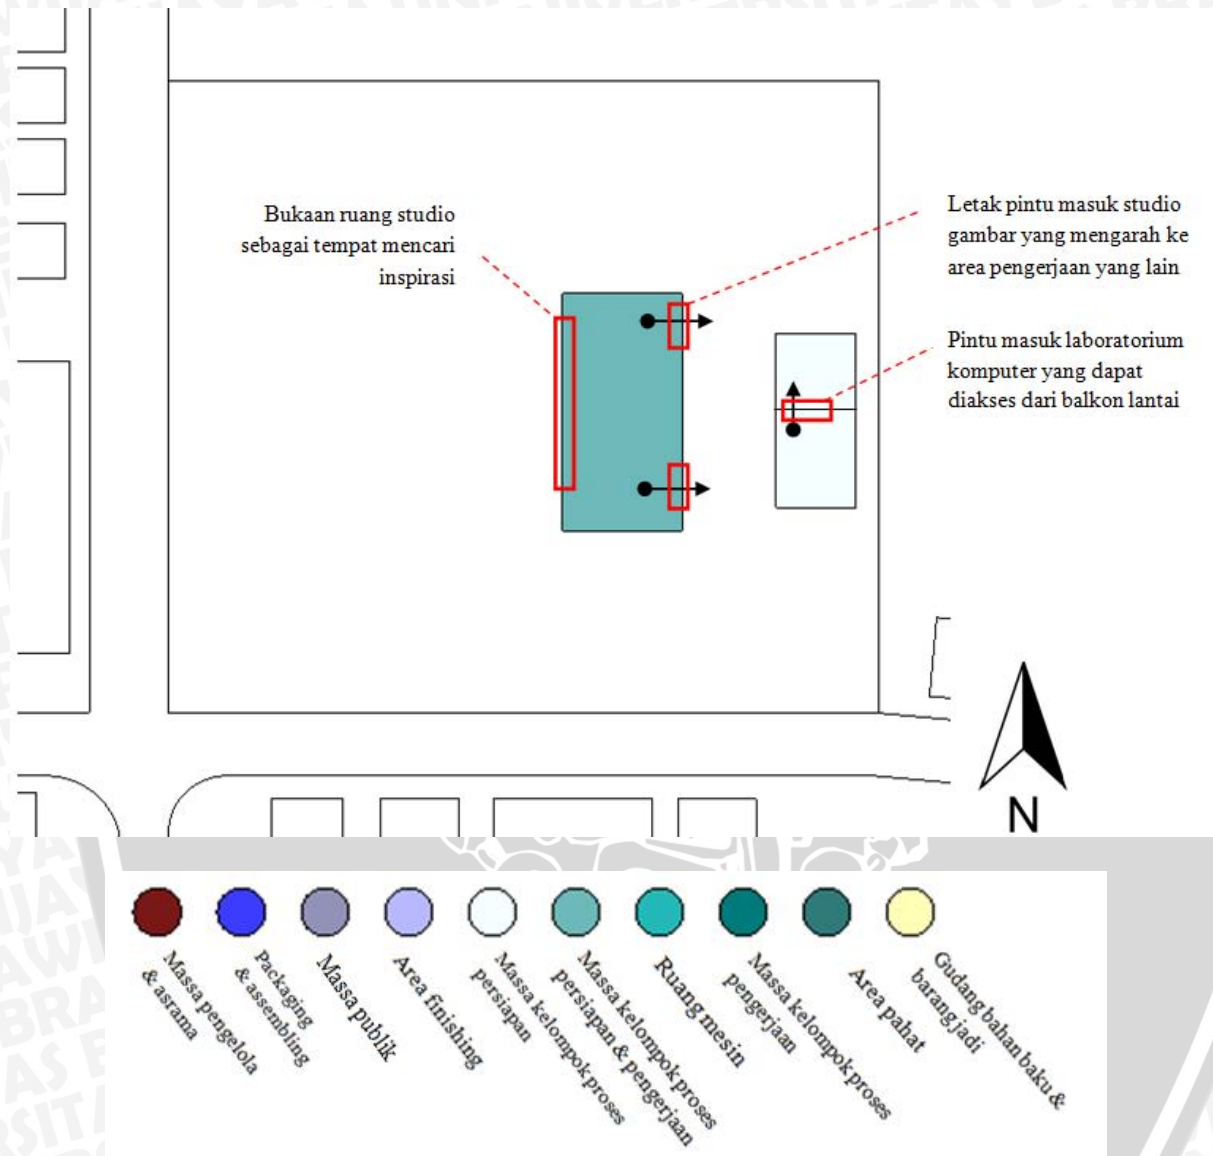 Bukaan ruang studio
sebagai tempat mencari
inspirasi
Letak pintu masuk studio
gambar yang mengarah ke
area pengerjaan yang lain
Pintu masuk laboratorium
komputer yang dapat
diakses dari balkon lantai
N
Massa pengelola
& asrama
Packaging
& assembling
Massa publik
Area finishing
Massa kelompok proses
persiapan
Massa kelompok proses
persiapan & pengerjaan
Ruang mesin
Massa kelompok proses
pengerjaan
Area pahat
Gudang bahan baku &
barang jadi